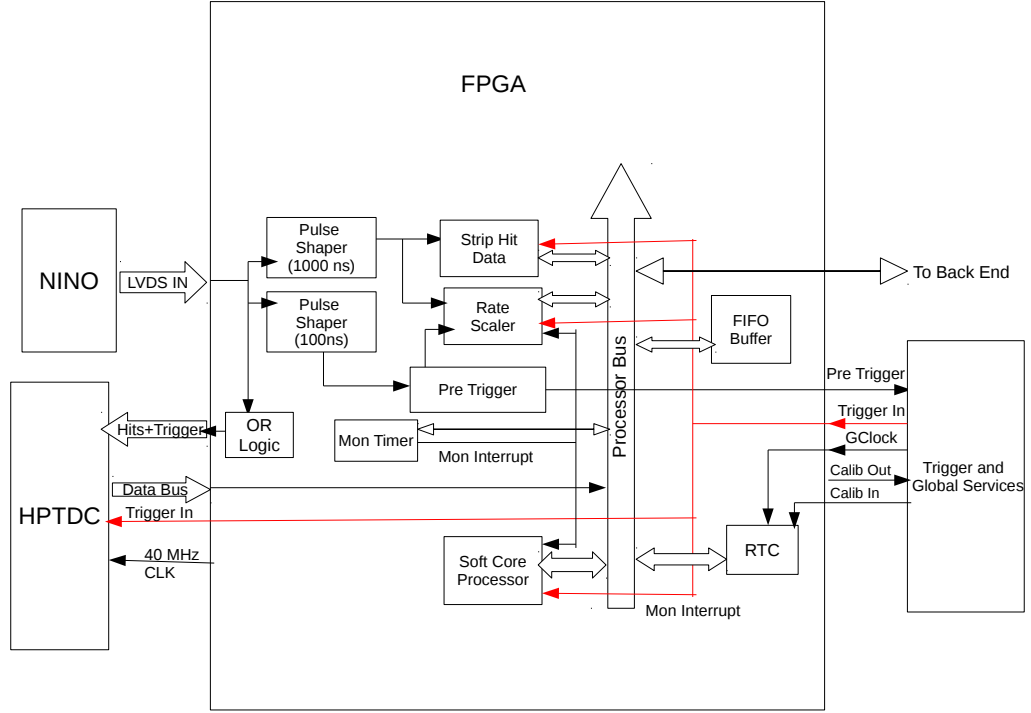 FPGA
NINO
LVDS IN
Pulse
Shaper
(1000 ns)
Strip Hit
Data
Pulse
Shaper
(100ns)
Rate
Scaler
To Back End
FIFO
Buffer
Processor Bus
Pre Trigger
Pre Trigger
Hits+Trigger
OR
Logic
Mon Timer
Mon Interrupt
Trigger In
GClock
Calib Out
Calib In
Trigger and
Global Services
HPTDC
Data Bus
Trigger In
40 MHz
CLK
Soft Core
Processor
RTC
Mon Interrupt